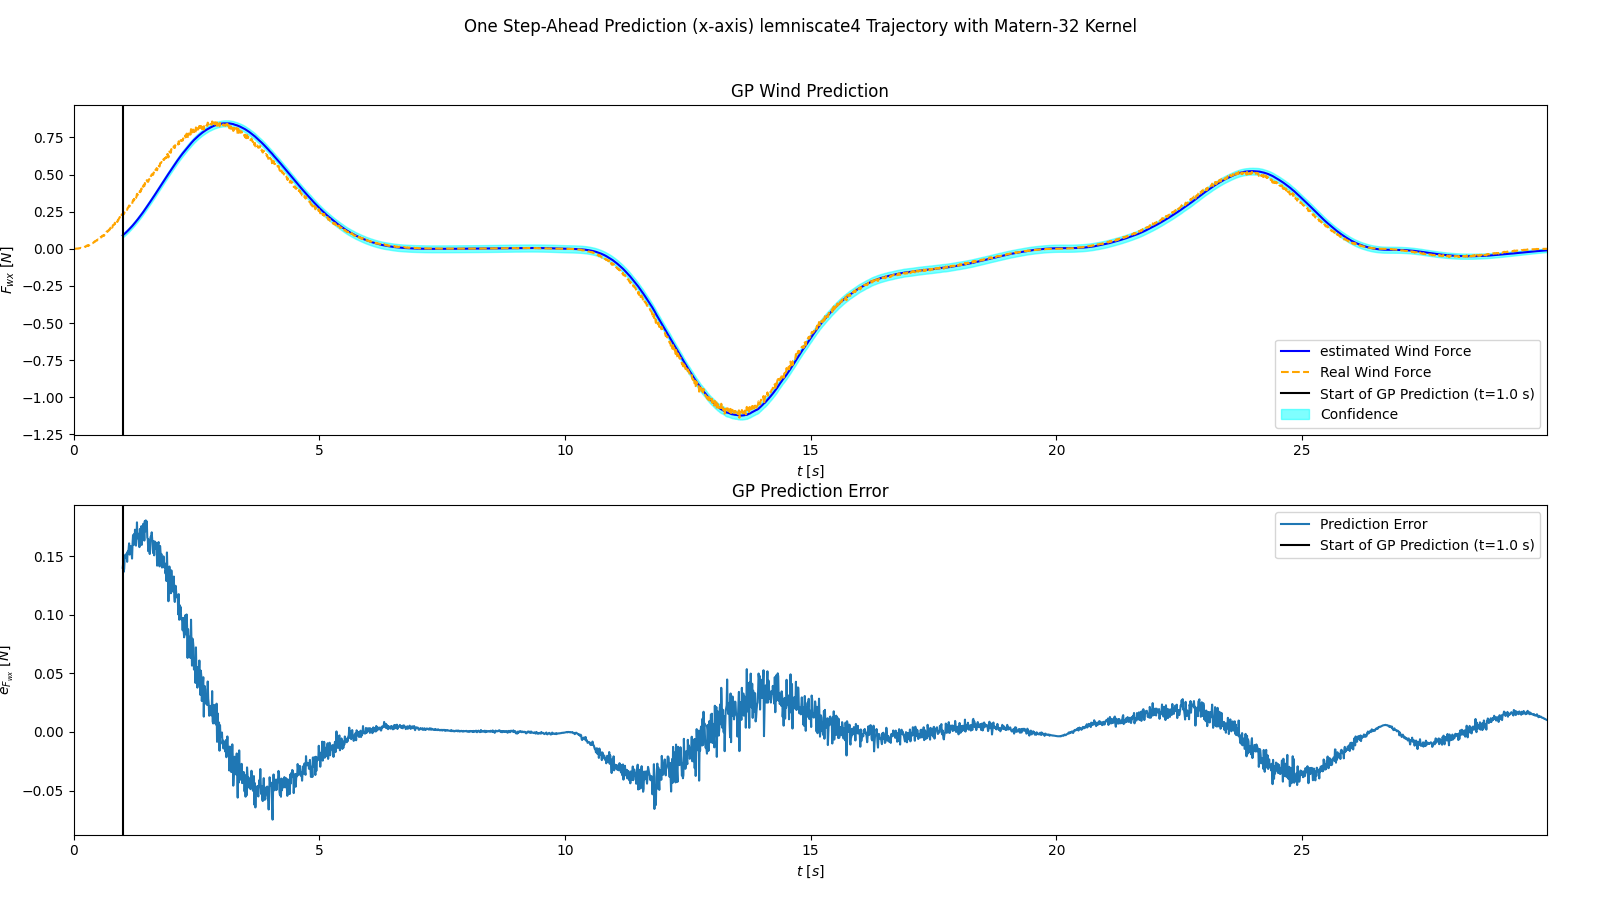 One Step-Ahead Prediction (x-axis) lemniscate4 Trajectory with Matern-32 Kernel
GP Wind Prediction
F_wx [N]
0.75
0.50
0.25
0.00
−0.25
−0.50
−0.75
−1.00
−1.25
estimated Wind Force
Real Wind Force
Start of GP Prediction (t=1.0 s)
Confidence
0 5 10 15 20 25
t [s]
GP Prediction Error
e_F_wx [N]
0.15
0.10
0.05
0.00
−0.05
Prediction Error
Start of GP Prediction (t=1.0 s)
0 5 10 15 20 25
t [s]